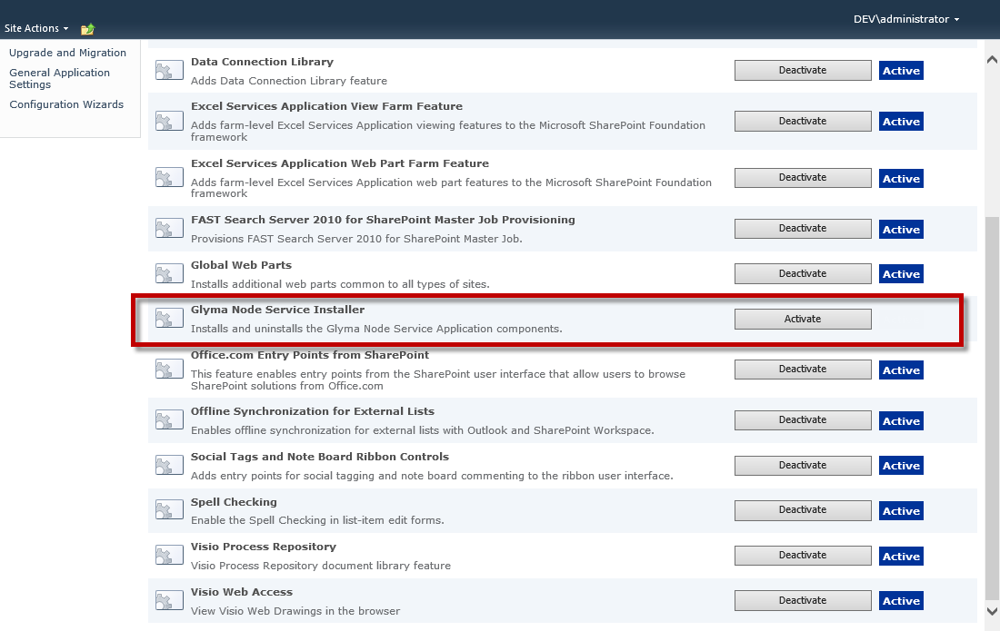 Site Actions
DEV\administrator
Upgrade and Migration
General Application
Settings
Configuration Wizards
Data Connection Library
Adds Data Connection Library feature
Deactivate
Active
Excel Services Application View Farm Feature
Adds farm-level Excel Services Application viewing features to the Microsoft SharePoint Foundation
framework
Deactivate
Active
Excel Services Application Web Part Farm Feature
Adds farm-level Excel Services Application web part features to the Microsoft SharePoint Foundation
framework
Deactivate
Active
FAST Search Server 2010 for SharePoint Master Job Provisioning
Provisions FAST Search Server 2010 for SharePoint Master Job.
Deactivate
Active
Global Web Parts
Installs additional web parts common to all types of sites.
Deactivate
Active
Glyma Node Service Installer
Installs and uninstalls the Glyma Node Service Application components.
Activate
Office.com Entry Points from SharePoint
This feature enables entry points from the SharePoint user interface that allow users to browse
SharePoint solutions from Office.com
Deactivate
Active
Offline Synchronization for External Lists
Enables offline synchronization for external lists with Outlook and SharePoint Workspace.
Deactivate
Active
Social Tags and Note Board Ribbon Controls
Adds entry points for social tagging and note board commenting to the ribbon user interface.
Deactivate
Active
Spell Checking
Enable the Spell Checking in list-item edit forms.
Deactivate
Active
Visio Process Repository
Visio Process Repository document library feature
Deactivate
Active
Visio Web Access
View Visio Web Drawings in the browser
Deactivate
Active